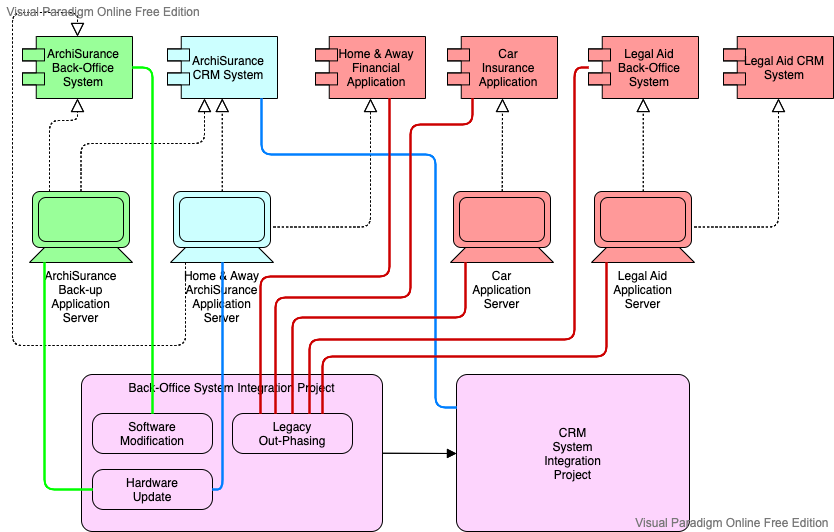 Visual Paradigm Online Free Edition
ArchiSurance
Back-Office
System
ArchiSurance
CRM System
Home & Away
Financial
Application
Car
Insurance
Application
Legal Aid
Back-Office
System
Legal Aid CRM
System
ArchiSurance
Back-up
Application
Server
Home & Away
ArchiSurance
Application
Server
Car
Application
Server
Legal Aid
Application
Server
Back-Office System Integration Project
Software
Modification
Legacy
Out-Phasing
Hardware
Update
CRM
System
Integration
Project
Visual Paradigm Online Free Edition